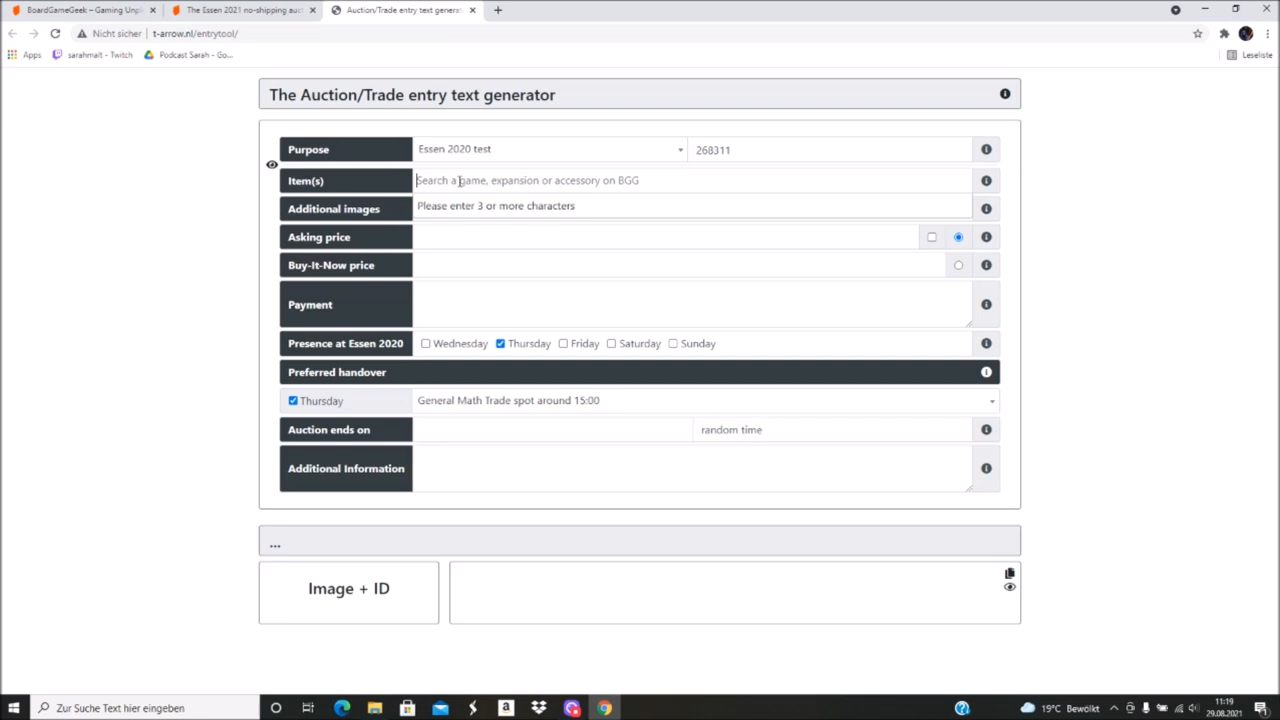 BoardGameGeek – Gaming Unpl
The Essen 2021 no-shipping auc
Auction/Trade entry text generat
Nicht sicher
t-arrow.nl/entrytool/
Apps
sarahmalt - Twitch
Podcast Sarah - Go...
Leseliste
The Auction/Trade entry text generator
Purpose
Essen 2020 test
268311
Item(s)
Search a game, expansion or accessory on BGG
Please enter 3 or more characters
Additional images
Asking price
Buy-It-Now price
Payment
Presence at Essen 2020
Wednesday Thursday Friday Saturday Sunday
Preferred handover
Thursday
General Math Trade spot around 15:00
Auction ends on
random time
Additional Information
...
Image + ID
Zur Suche Text hier eingeben
19°C Bewölkt
11:19
29.08.2021